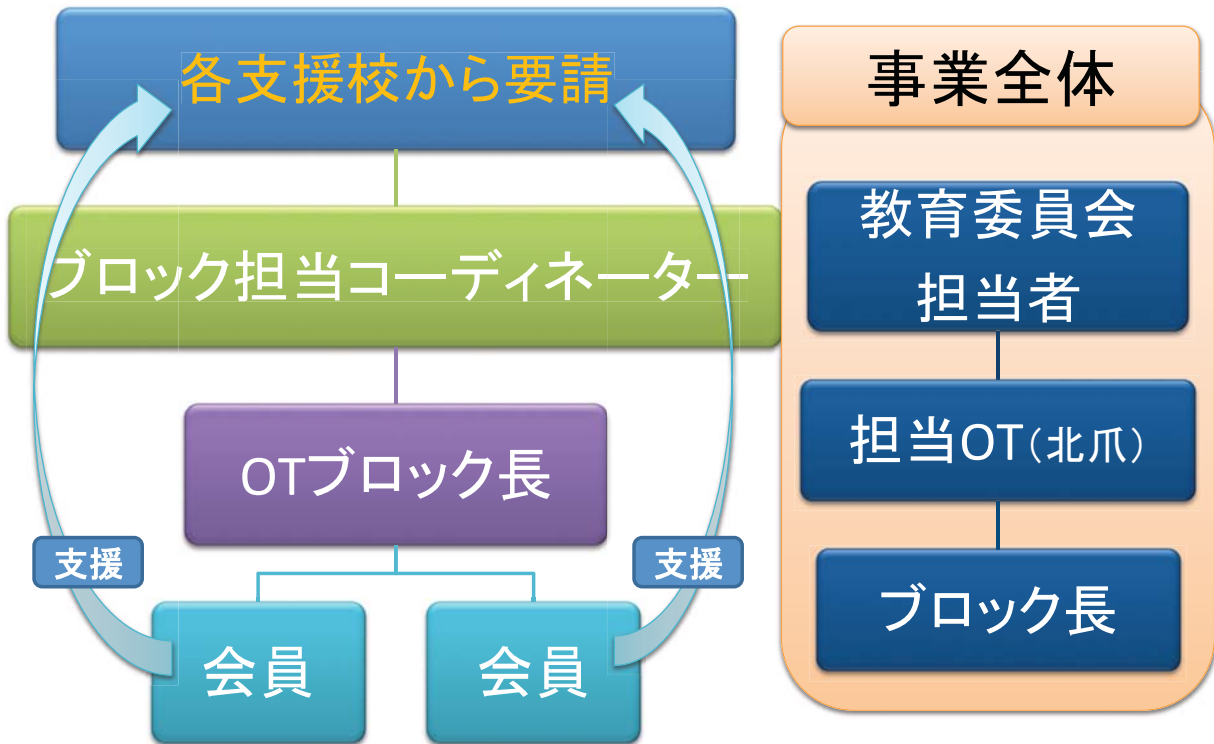 各支援校から要請
ブロック担当コーディネーター
OTブロック長
支援
支援
会員
会員
事業全体
教育委員会
担当者
担当OT（北爪）
ブロック長